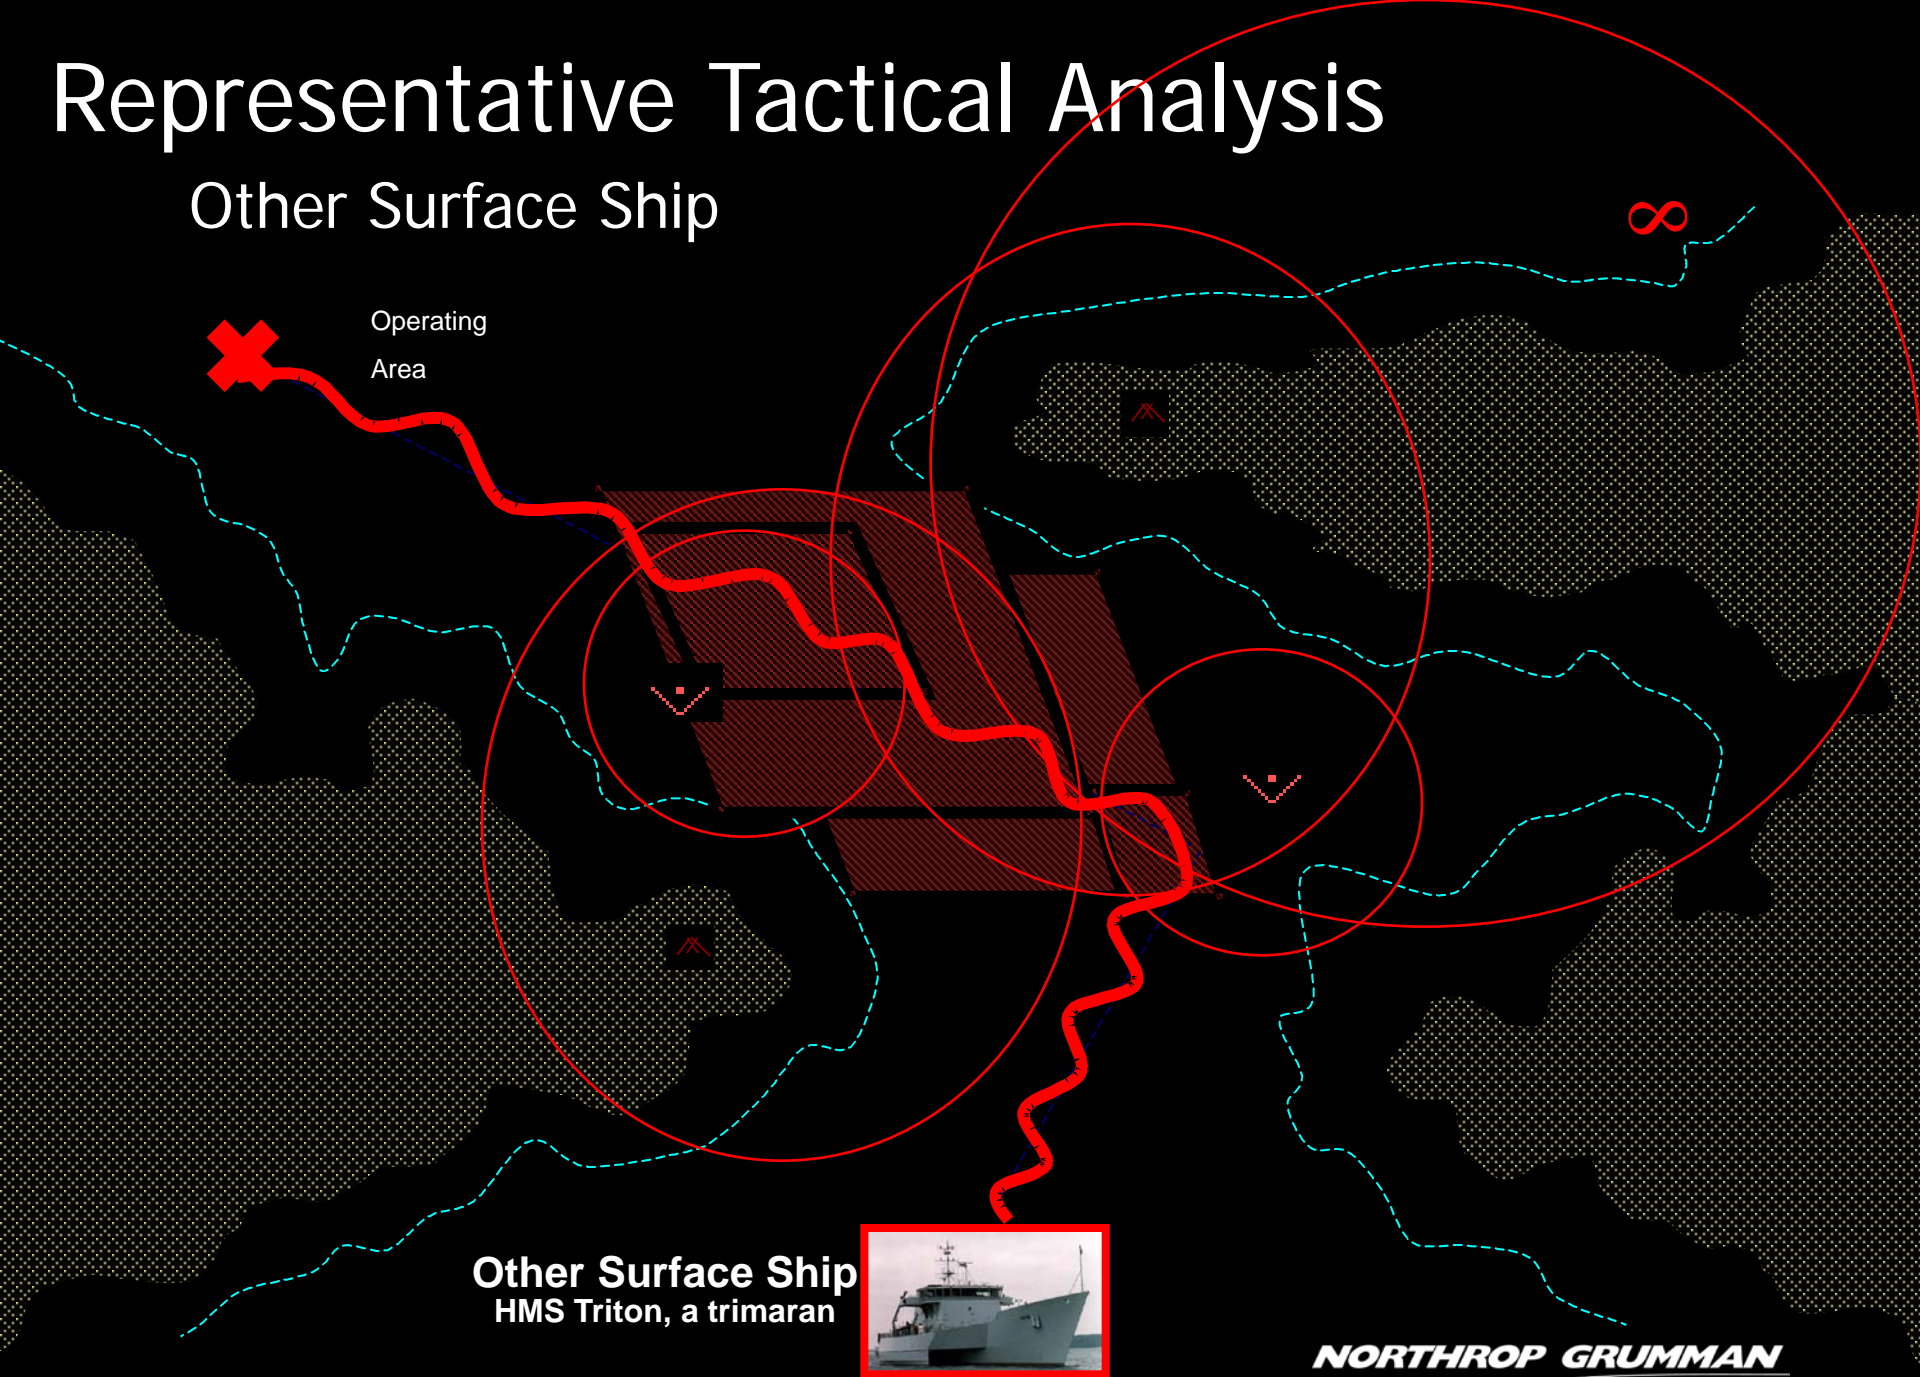 Representative Tactical Analysis
Other Surface Ship
∞
Operating
Area
Other Surface Ship
HMS Triton, a trimaran
NORTHROP GRUMMAN